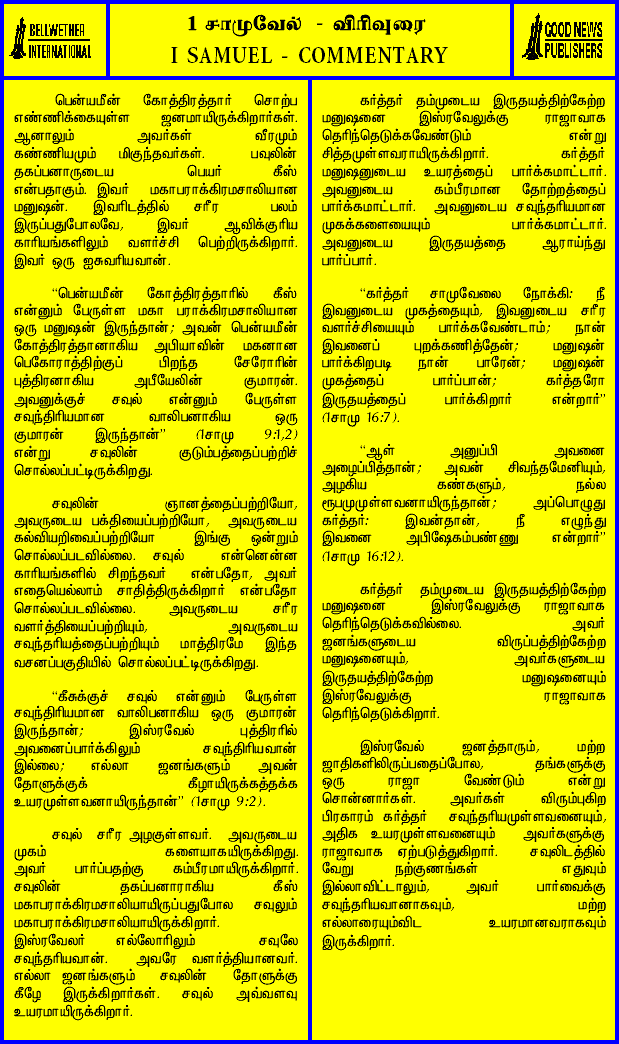 BELLWETHER
INTERNATIONAL
1 சாமுவேல் - விரிவுரை
I SAMUEL - COMMENTARY
GOOD NEWS
PUBLISHERS
பென்யமீன் கோத்திரத்தார் சொற்ப
எண்ணிக்கையுள்ள ஜனமாயிருக்கிறார்கள்.
ஆனாலும் அவர்கள் வீரமும்
கண்ணியமும் மிகுந்தவர்கள். பவுலின்
தகப்பனாருடைய பெயர் கீஸ்
என்பதாகும். இவர் மகாபராக்கிரமசாலியான
மனுஷன். இவரிடத்தில் சரீர பலம்
இருப்பதுபோலவே, இவர் ஆவிக்குரிய
காரியங்களிலும் வளர்ச்சி பெற்றிருக்கிறார்.
இவர் ஒரு ஐசுவரியவான்.
“பென்யமீன் கோத்திரத்தாரில் கீஸ்
என்னும் பேருள்ள மகா பராக்கிரமசாலியான
ஒரு மனுஷன் இருந்தான்; அவன் பென்யமீன்
கோத்திரத்தானாகிய அபியாவின் மகனான
பெகோராத்திற்குப் பிறந்த சேரோரின்
புத்திரனாகிய அபீயேலின் குமாரன்.
அவனுக்குச் சவுல் என்னும் பேருள்ள
சவுந்திரியமான வாலிபனாகிய ஒரு
குமாரன் இருந்தான்” (1சாமு 9:1,2)
என்று சவுலின் குடும்பத்தைப்பற்றிச்
சொல்லப்பட்டிருக்கிறது.
சவுலின் ஞானத்தைப்பற்றியோ,
அவருடைய பக்தியைப்பற்றியோ, அவருடைய
கல்வியறிவைப்பற்றியோ இங்கு ஒன்றும்
சொல்லப்படவில்லை. சவுல் என்னென்ன
காரியங்களில் சிறந்தவர் என்பதோ, அவர்
எதையெல்லாம் சாதித்திருக்கிறார் என்பதோ
சொல்லப்படவில்லை. அவருடைய சரீர
வளர்த்தியைப்பற்றியும், அவருடைய
சவுந்தரியத்தைப்பற்றியும் மாத்திரமே இந்த
வசனப்பகுதியில் சொல்லப்பட்டிருக்கிறது.
“கீசுக்குச் சவுல் என்னும் பேருள்ள
சவுந்திரியமான வாலிபனாகிய ஒரு குமாரன்
இருந்தான்; இஸ்ரவேல் புத்திரரில்
அவனைப்பார்க்கிலும் சவுந்திரியவான்
இல்லை; எல்லா ஜனங்களும் அவன்
தோளுக்குக் கீழாயிருக்கத்தக்க
உயரமுள்ளவனாயிருந்தான்” (1சாமு 9:2).
சவுல் சரீர அழகுள்ளவர். அவருடைய
முகம் களையாகயிருக்கிறது.
அவர் பார்ப்பதற்கு கம்பீரமாயிருக்கிறார்.
சவுலின் தகப்பனாராகிய கீஸ்
மகாபராக்கிரமசாலியாயிருப்பதுபோல சவுலும்
மகாபராக்கிரமசாலியாயிருக்கிறார்.
இஸ்ரவேலர் எல்லோரிலும் சவுலே
சவுந்தரியவான். அவரே வளர்த்தியானவர்.
எல்லா ஜனங்களும் சவுலின் தோளுக்கு
கீழே இருக்கிறார்கள். சவுல் அவ்வளவு
உயரமாயிருக்கிறார்.
கர்த்தர் தம்முடைய இருதயத்திற்கேற்ற
மனுஷனை இஸ்ரவேலுக்கு ராஜாவாக
தெரிந்தெடுக்கவேண்டும் என்று
சித்தமுள்ளவராயிருக்கிறார். கர்த்தர்
மனுஷனுடைய உயரத்தைப் பார்க்கமாட்டார்.
அவனுடைய கம்பீரமான தோற்றத்தைப்
பார்க்கமாட்டார். அவனுடைய சவுந்தரியமான
முகக்களையையும் பார்க்கமாட்டார்.
அவனுடைய இருதயத்தை ஆராய்ந்து
பார்ப்பார்.
“கர்த்தர் சாமுவேலை நோக்கி: நீ
இவனுடைய முகத்தையும், இவனுடைய சரீர
வளர்ச்சியையும் பார்க்கவேண்டாம்; நான்
இவனைப் புறக்கணித்தேன்; மனுஷன்
பார்க்கிறபடி நான் பாரேன்; மனுஷன்
முகத்தைப் பார்ப்பான்; கர்த்தரோ
இருதயத்தைப் பார்க்கிறார் என்றார்”
(1சாமு 16:7).
“ஆள் அனுப்பி அவனை
அழைப்பித்தான்; அவன் சிவந்தமேனியும்,
அழகிய கண்களும், நல்ல
ரூபமுமுள்ளவனாயிருந்தான்; அப்பொழுது
கர்த்தர்: இவன்தான், நீ எழுந்து
இவனை அபிஷேகம்பண்ணு என்றார்”
(1சாமு 16:12).
கர்த்தர் தம்முடைய இருதயத்திற்கேற்ற
மனுஷனை இஸ்ரவேலுக்கு ராஜாவாக
தெரிந்தெடுக்கவில்லை. அவர்
ஜனங்களுடைய விருப்பத்திற்கேற்ற
மனுஷனையும், அவர்களுடைய
இருதயத்திற்கேற்ற மனுஷனையும்
இஸ்ரவேலுக்கு ராஜாவாக
தெரிந்தெடுக்கிறார்.
இஸ்ரவேல் ஜனத்தாரும், மற்ற
ஜாதிகளிலிருப்பதைப்போல, தங்களுக்கு
ஒரு ராஜா வேண்டும் என்று
சொன்னார்கள். அவர்கள் விரும்புகிற
பிரகாரம் கர்த்தர் சவுந்தரியமுள்ளவனையும்,
அதிக உயரமுள்ளவனையும் அவர்களுக்கு
ராஜாவாக ஏற்படுத்துகிறார். சவுலிடத்தில்
வேறு நற்குணங்கள் எதுவும்
இல்லாவிட்டாலும், அவர் பார்வைக்கு
சவுந்தரியவானாகவும், மற்ற
எல்லாரையும்விட உயரமானவராகவும்
இருக்கிறார்.